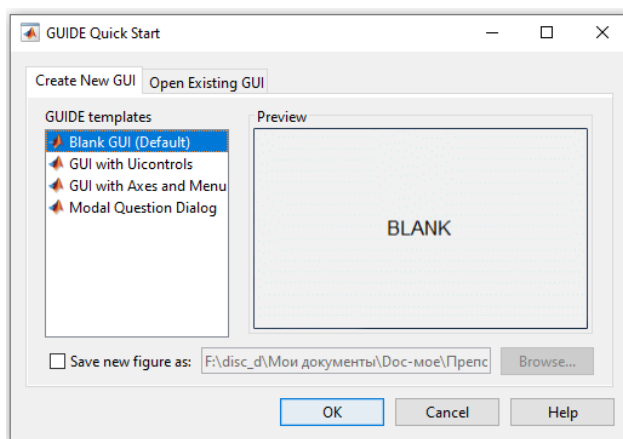 GUIDE Quick Start
Create New GUI Open Existing GUI
GUIDE templates
Blank GUI (Default)
GUI with Uicontrols
GUI with Axes and Menu
Modal Question Dialog
Preview
BLANK
Save new figure as: F:\disc_d\Мои документы\Doc-мое\Препс Browse...
OK Cancel Help